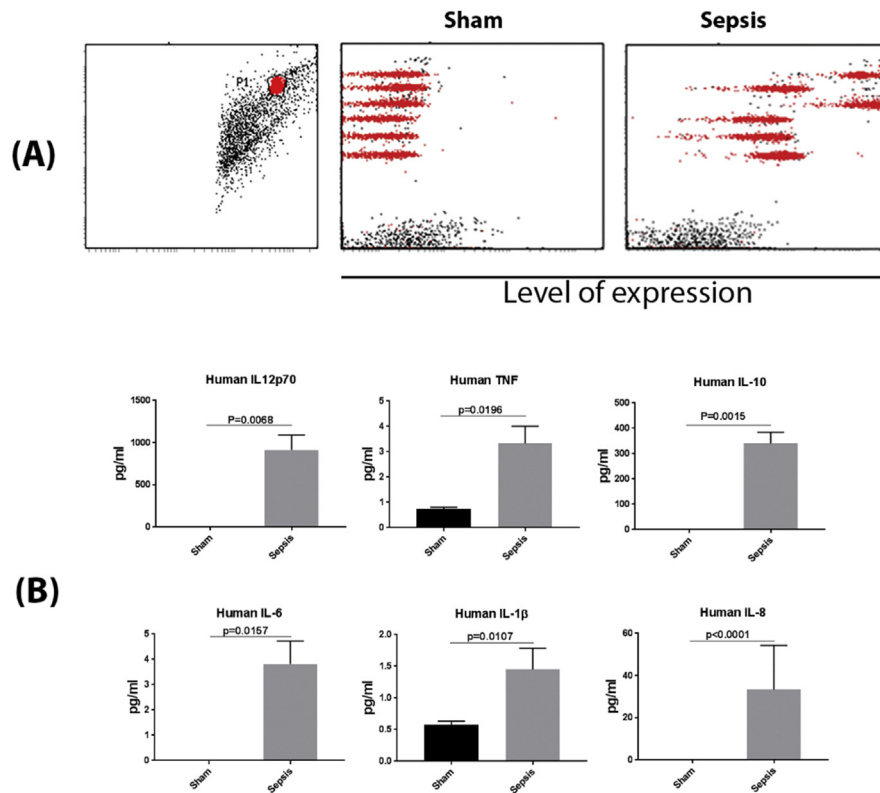 Sham
Sepsis
(A)
P1
Level of expression
Human IL12p70
P=0.0068
pg/ml
1500
1000
500
0
Sham
Sepsis
Human TNF
p=0.0196
pg/ml
5
4
3
2
1
0
Sham
Sepsis
Human IL-10
P=0.0015
pg/ml
500
400
300
200
100
0
Sham
Sepsis
(B)
Human IL-6
p=0.0157
pg/ml
5
4
3
2
1
0
Sham
Sepsis
Human IL-1β
p=0.0107
pg/ml
2.0
1.5
1.0
0.5
0.0
Sham
Sepsis
Human IL-8
p<0.0001
pg/ml
60
40
20
0
Sham
Sepsis